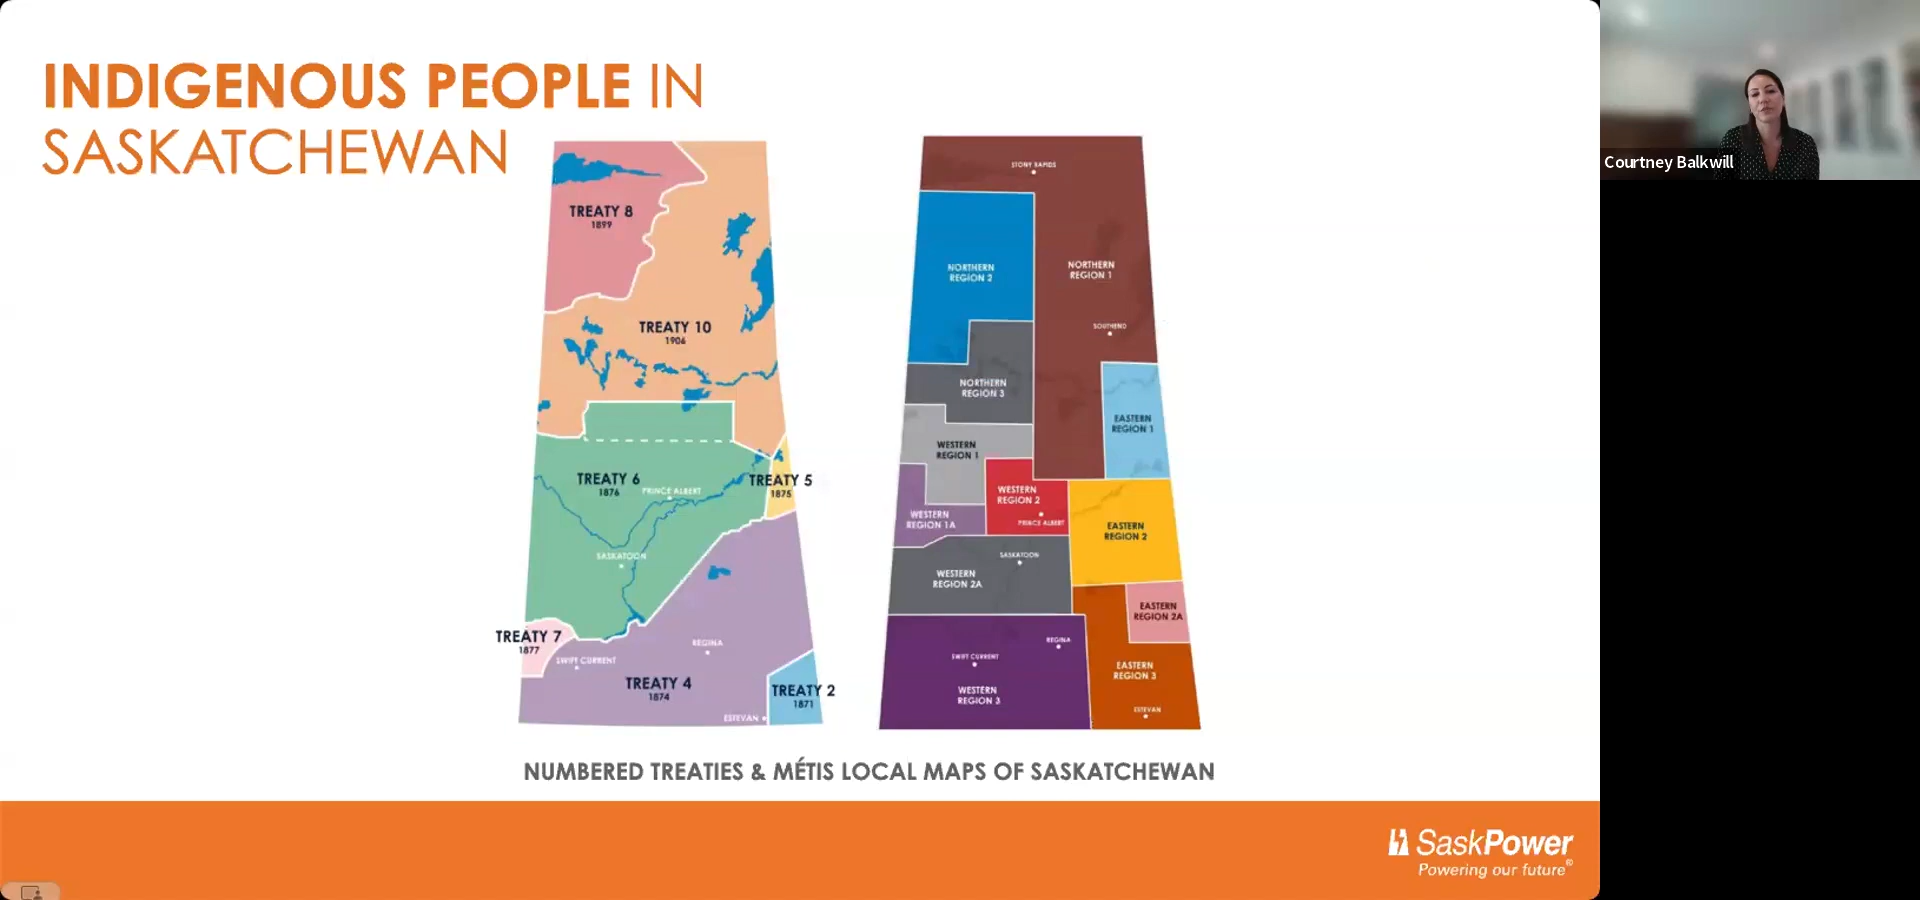 INDIGENOUS PEOPLE IN
SASKATCHEWAN
TREATY 8
1899
TREATY 10
1906
TREATY 6
1876
PRINCE ALBERT
TREATY 5
1875
SASKATOON
TREATY 7
1877
SWIFT CURRENT
REGINA
TREATY 4
1874
TREATY 2
1871
ESTEVAN
STONY RAPIDS
NORTHERN
REGION 2
NORTHERN
REGION 1
SOUTHEND
NORTHERN
REGION 3
EASTERN
REGION 1
WESTERN
REGION 1
WESTERN
REGION 2
PRINCE ALBERT
WESTERN
REGION 1A
EASTERN
REGION 2
SASKATOON
WESTERN
REGION 2A
EASTERN
REGION 2A
REGINA
SWIFT CURRENT
WESTERN
REGION 3
EASTERN
REGION 3
ESTEVAN
NUMBERED TREATIES & MÉTIS LOCAL MAPS OF SASKATCHEWAN
SaskPower
Powering our future®
Courtney Balkwill